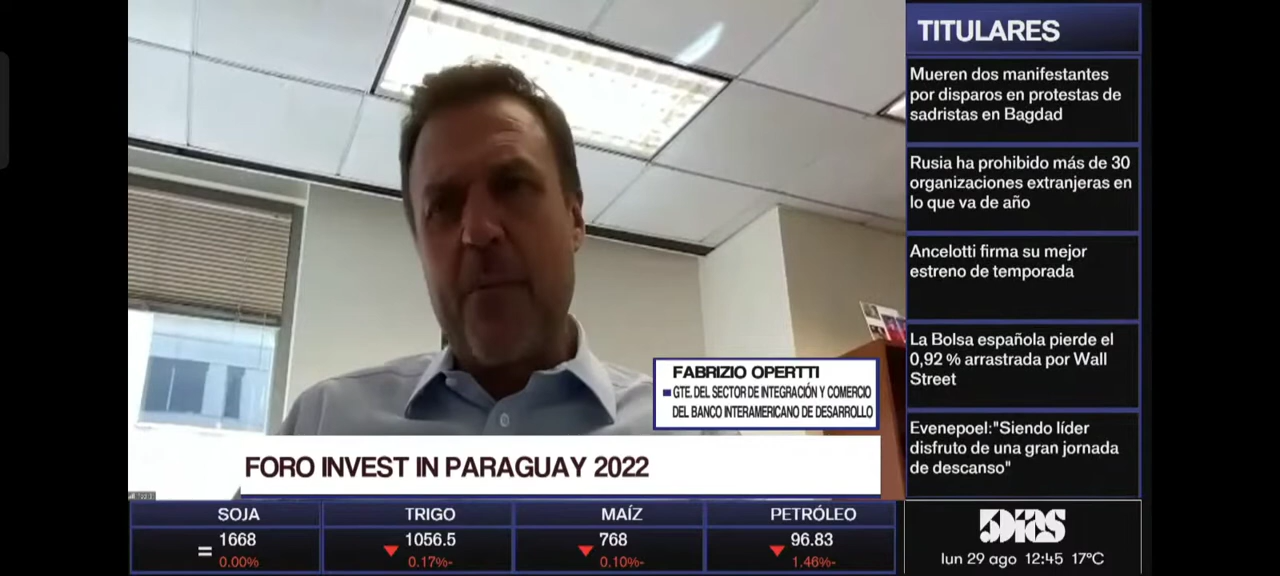 TITULARES
Mueren dos manifestantes
por disparos en protestas de
sadristas en Bagdad
Rusia ha prohibido más de 30
organizaciones extranjeras en
lo que va de año
Ancelotti firma su mejor
estreno de temporada
La Bolsa española pierde el
0,92 % arrastrada por Wall
Street
Evenepoel:"Siendo líder
disfruto de una gran jornada
de descanso"
FABRIZIO OPERTTI
GTE. DEL SECTOR DE INTEGRACIÓN Y COMERCIO
DEL BANCO INTERAMERICANO DE DESARROLLO
FORO INVEST IN PARAGUAY 2022
SOJA
1668
0.00%
TRIGO
1056.5
0.17%-
MAÍZ
768
0.10%-
PETRÓLEO
96.83
1.46%-
5DIAS
lun 29 ago 12:45 17°C